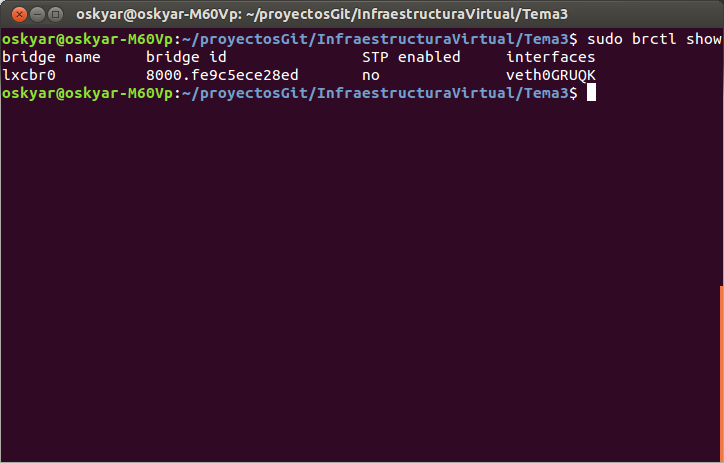 oskyar@oskyar-M60Vp: ~/proyectosGit/InfraestructuraVirtual/Tema3
oskyar@oskyar-M60Vp:~/proyectosGit/InfraestructuraVirtual/Tema3$ sudo brctl show
bridge name     bridge id               STP enabled     interfaces
lxcbr0          8000.fe9c5ece28ed       no              veth0GRUQK
oskyar@oskyar-M60Vp:~/proyectosGit/InfraestructuraVirtual/Tema3$